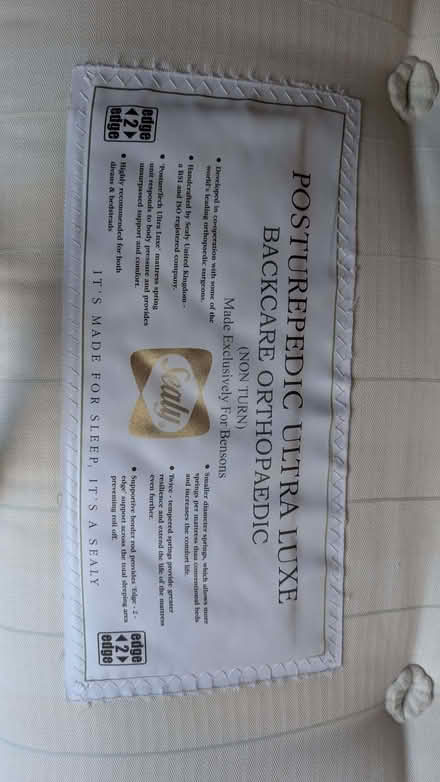 POSTUREPEDIC ULTRA LUXE
BACKCARE ORTHOPAEDIC
(NON TURN)
Made Exclusively For Bensons
• Developed in cooperation with some of the
world's leading orthopaedic surgeons.
• Handcrafted by Sealy United Kingdom -
a BSI and ISO registered company.
• 'PostureTech Ultra Luxe' mattress spring
unit responds to body pressure and provides
unsurpassed support and comfort.
• Highly recommended for both
divans & bedsteads
Sealy
• Smaller diameter springs, which allows more
springs per mattress than conventional beds
and increases the comfort life.
• Twice - tempered springs provide greater
resilience and extend the life of the mattress
even further.
• Supportive border rod provides 'Edge - 2 -
edge' support across the total sleeping area
preventing roll off.
edge
2
edge
IT'S MADE FOR SLEEP, IT'S A SEALY
edge
2
edge